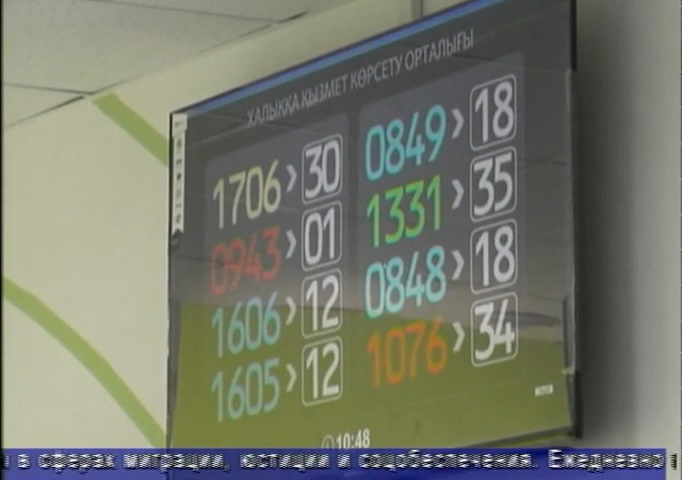 ХАЛЫҚҚА ҚЫЗМЕТ КӨРСЕТУ ОРТАЛЫҒЫ
1706 › 30
0943 › 01
1606 › 12
1605 › 12
0849 › 18
1331 › 35
0848 › 18
1076 › 34
10:48
в сферах миграции, юстиции и соцобеспечения. Ежедневно